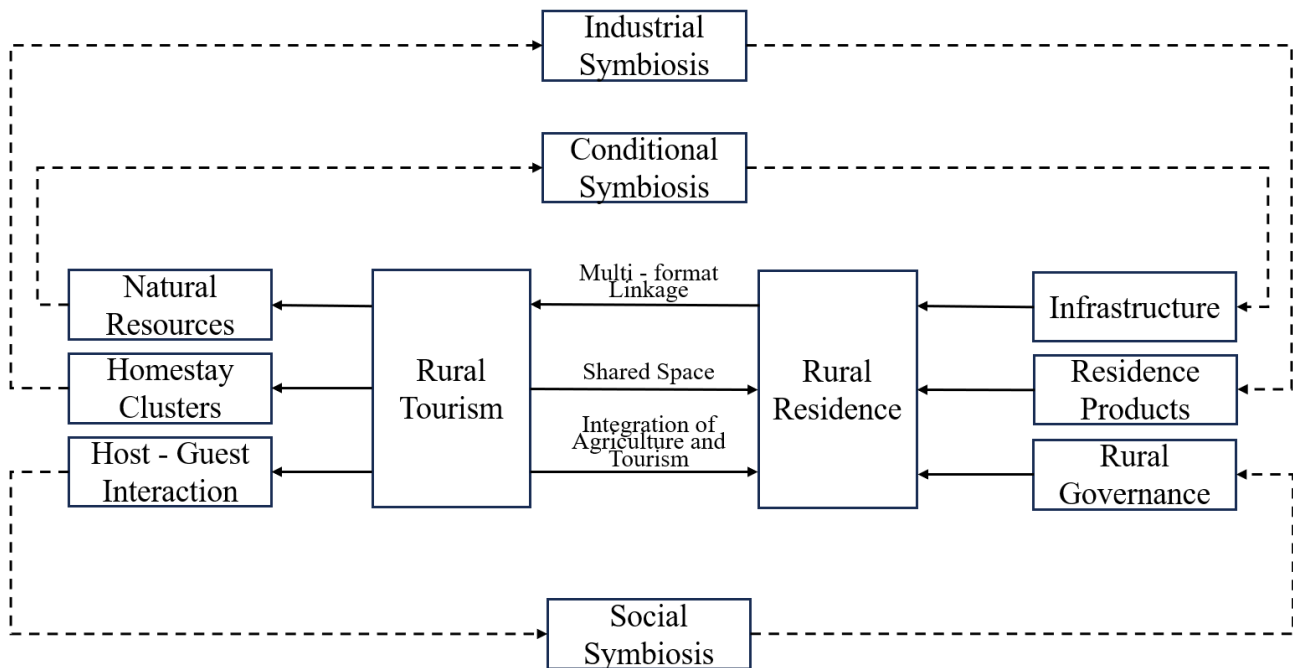 Industrial
Symbiosis
Conditional
Symbiosis
Multi - format
Linkage
Natural
Resources
Infrastructure
Homestay
Clusters
Rural
Tourism
Shared Space
Rural
Residence
Residence
Products
Integration of
Agriculture and
Tourism
Host - Guest
Interaction
Rural
Governance
Social
Symbiosis